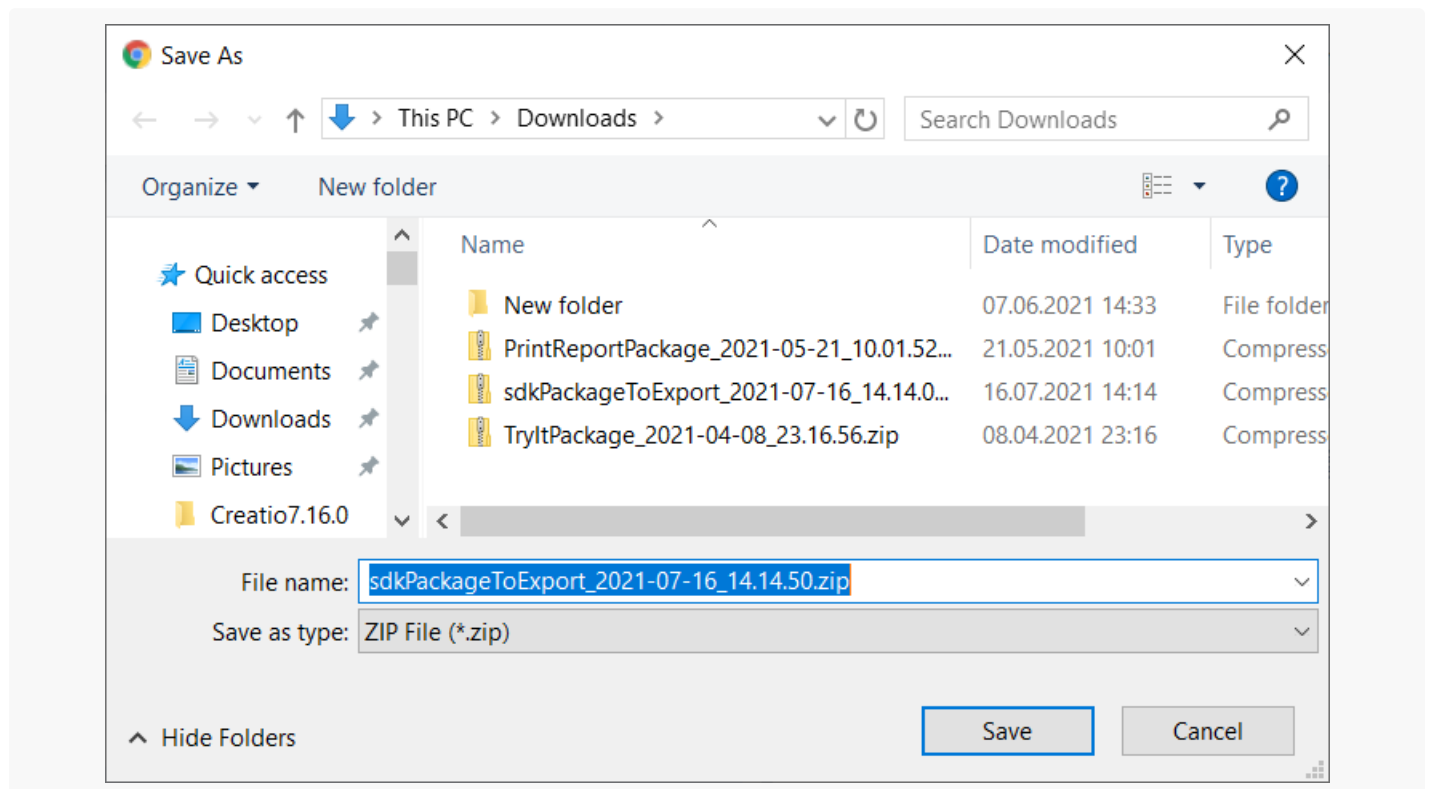 Save As
This PC > Downloads >
Search Downloads
Organize
New folder
?
Name
Date modified
Type
Quick access
Desktop
Documents
Downloads
Pictures
Creatio7.16.0
New folder 07.06.2021 14:33 File folder
PrintReportPackage_2021-05-21_10.01.52... 21.05.2021 10:01 Compress
sdkPackageToExport_2021-07-16_14.14.0... 16.07.2021 14:14 Compress
TryItPackage_2021-04-08_23.16.56.zip 08.04.2021 23:16 Compress
File name: sdkPackageToExport_2021-07-16_14.14.50.zip
Save as type: ZIP File (*.zip)
Hide Folders
Save
Cancel